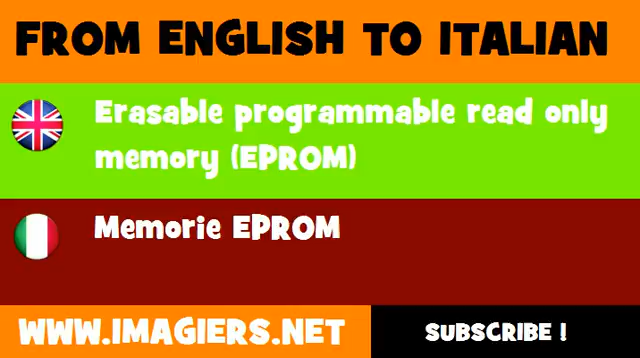 FROM ENGLISH TO ITALIAN
Erasable programmable read only
memory (EPROM)
Memorie EPROM
WWW.IMAGIERS.NET
SUBSCRIBE !